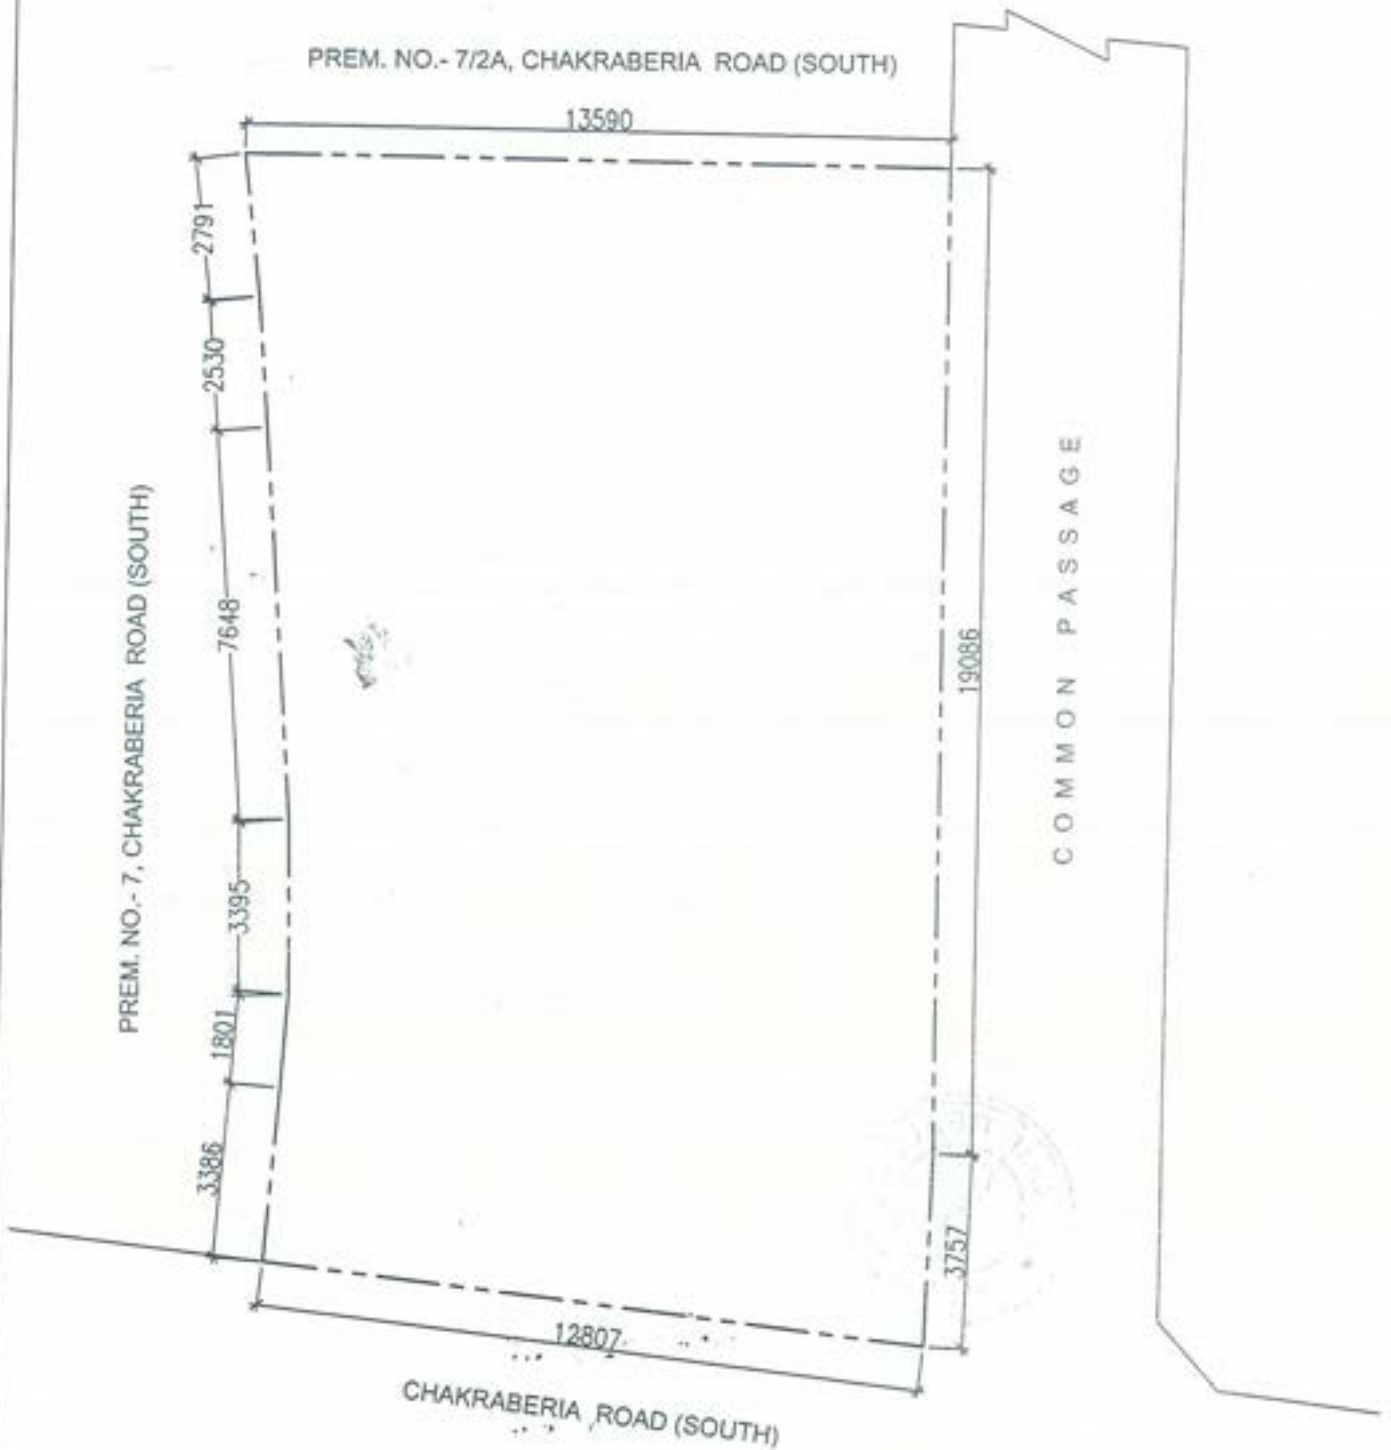 PREM. NO.- 7/2A, CHAKRABERIA ROAD (SOUTH)
13590
2791
2530
7648
3395
1801
3386
PREM. NO.- 7, CHAKRABERIA ROAD (SOUTH)
19086
3757
COMMON PASSAGE
12807
CHAKRABERIA ROAD (SOUTH)